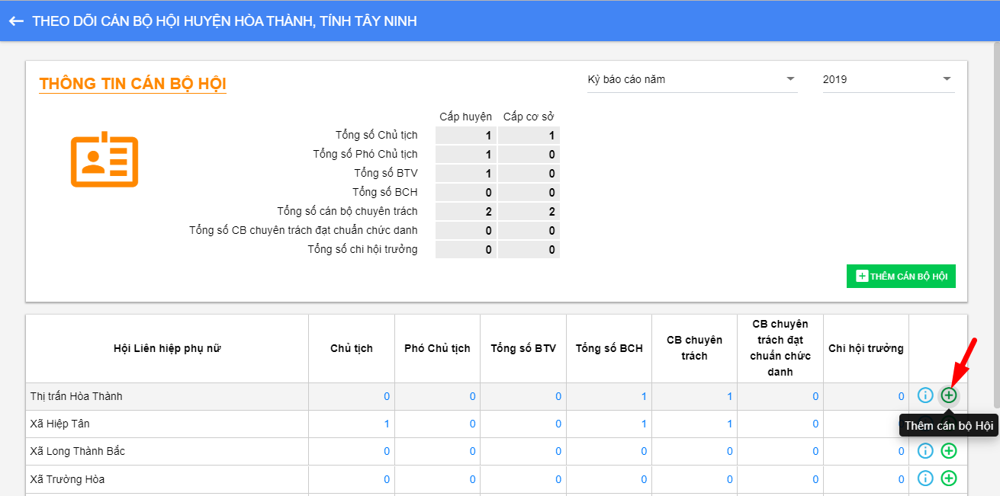 THEO DÕI CÁN BỘ HỘI HUYỆN HÒA THÀNH, TỈNH TÂY NINH
THÔNG TIN CÁN BỘ HỘI
Kỳ báo cáo năm 2019
Cấp huyện Cấp cơ sở
Tổng số Chủ tịch 1 1
Tổng số Phó Chủ tịch 1 0
Tổng số BTV 1 0
Tổng số BCH 0 0
Tổng số cán bộ chuyên trách 2 2
Tổng số CB chuyên trách đạt chuẩn chức danh 0 0
Tổng số chi hội trưởng 0 0
THÊM CÁN BỘ HỘI
Hội Liên hiệp phụ nữ Chủ tịch Phó Chủ tịch Tổng số BTV Tổng số BCH CB chuyên trách CB chuyên trách đạt chuẩn chức danh Chi hội trưởng
Thị trấn Hòa Thành 0 0 0 1 1 0 0
Xã Hiệp Tân 1 0 0 1 1 0
Thêm cán bộ Hội
Xã Long Thành Bắc 0 0 0 0 0 0 0
Xã Trường Hòa 0 0 0 0 0 0 0